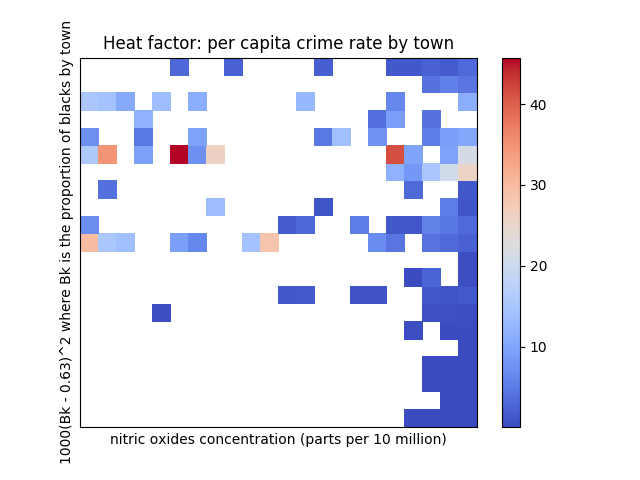 Heat factor: per capita crime rate by town
1000(Bk - 0.63)^2 where Bk is the proportion of blacks by town
40
30
20
10
nitric oxides concentration (parts per 10 million)